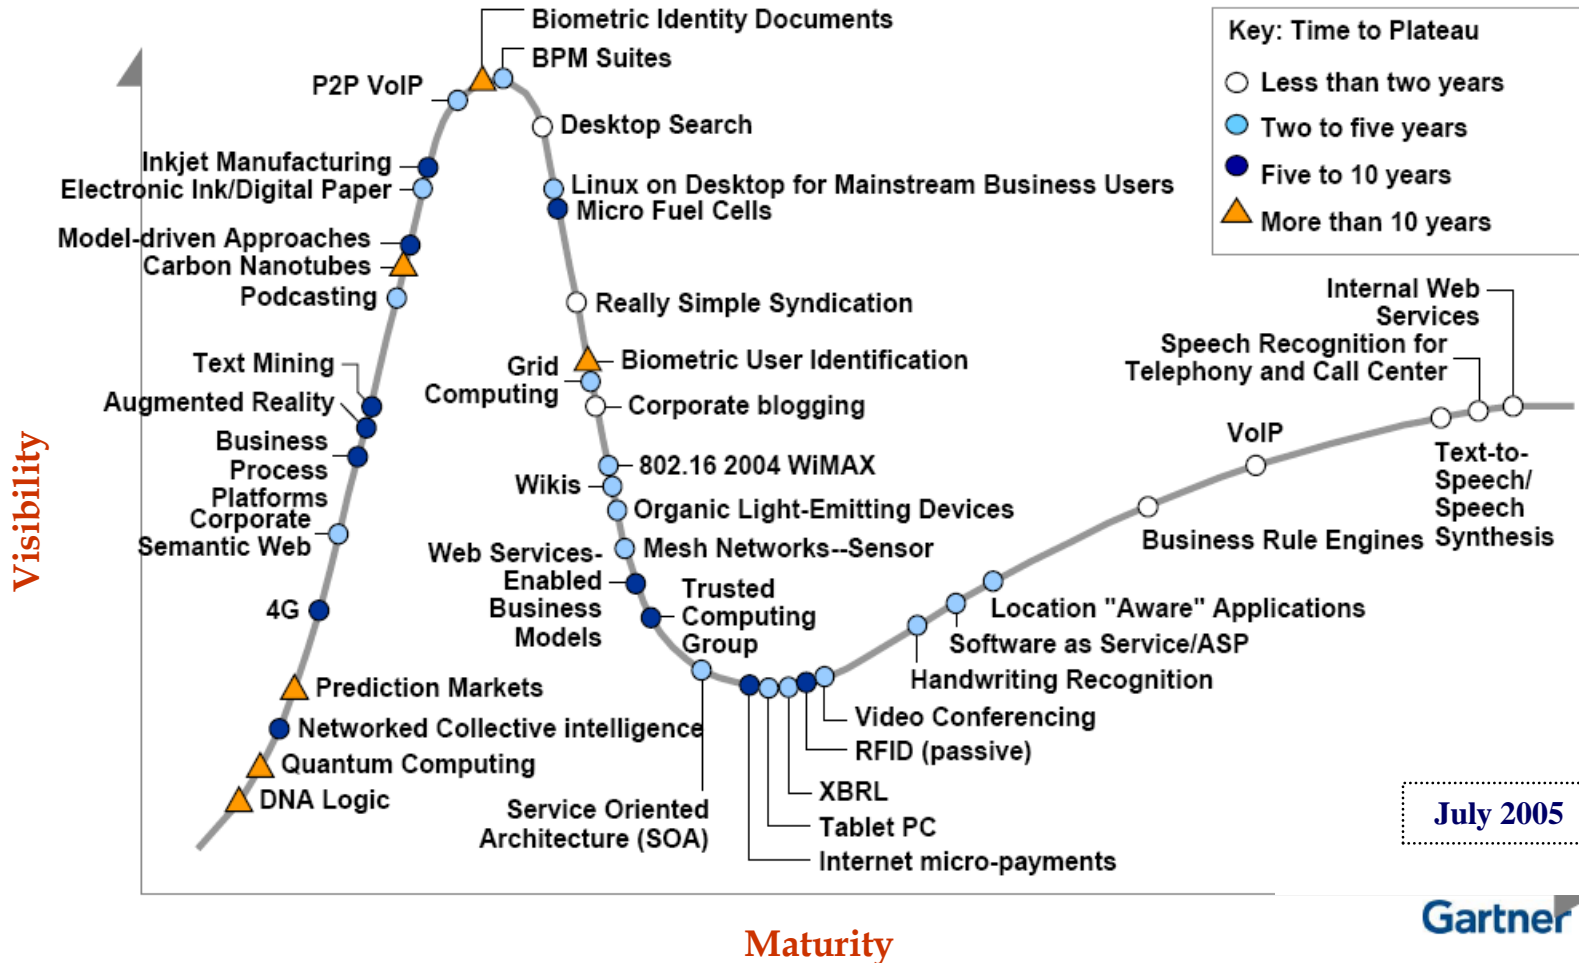 Biometric Identity Documents
BPM Suites
P2P VoIP
Desktop Search
Inkjet Manufacturing
Electronic Ink/Digital Paper
Linux on Desktop for Mainstream Business Users
Micro Fuel Cells
Model-driven Approaches
Carbon Nanotubes
Podcasting
Really Simple Syndication
Text Mining
Augmented Reality
Business
Process
Platforms
Corporate
Semantic Web
4G
Prediction Markets
Networked Collective intelligence
Quantum Computing
DNA Logic
Biometric User Identification
Grid
Computing
Corporate blogging
802.16 2004 WiMAX
Wikis
Organic Light-Emitting Devices
Mesh Networks--Sensor
Web Services-
Enabled
Business
Models
Trusted
Computing
Group
Service Oriented
Architecture (SOA)
Internet micro-payments
Tablet PC
XBRL
RFID (passive)
Video Conferencing
Handwriting Recognition
Software as Service/ASP
Location "Aware" Applications
Business Rule Engines
VoIP
Text-to-
Speech/
Speech
Synthesis
Speech Recognition for
Telephony and Call Center
Internal Web
Services
Key: Time to Plateau
Less than two years
Two to five years
Five to 10 years
More than 10 years
Visibility
Maturity
July 2005
Gartner